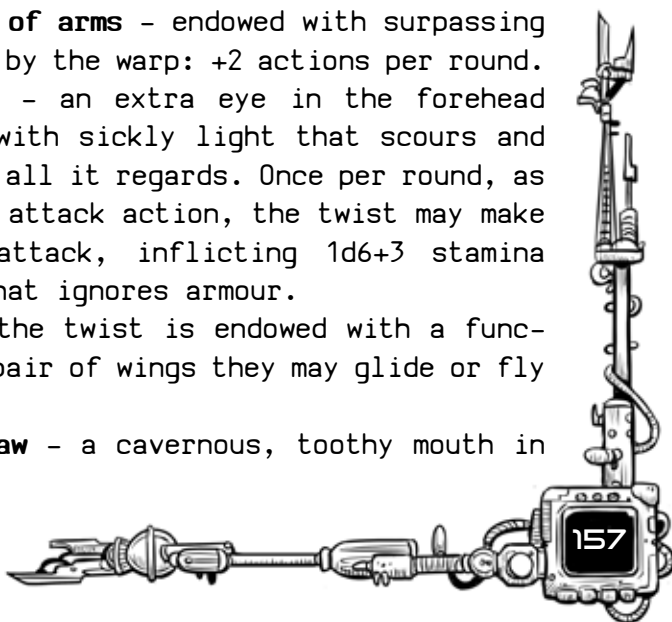 of arms – endowed with surpassing
by the warp: +2 actions per round.
– an extra eye in the forehead
with sickly light that scours and
all it regards. Once per round, as
attack action, the twist may make
attack, inflicting 1d6+3 stamina
hat ignores armour.
the twist is endowed with a func-
pair of wings they may glide or fly
aw – a cavernous, toothy mouth in
157